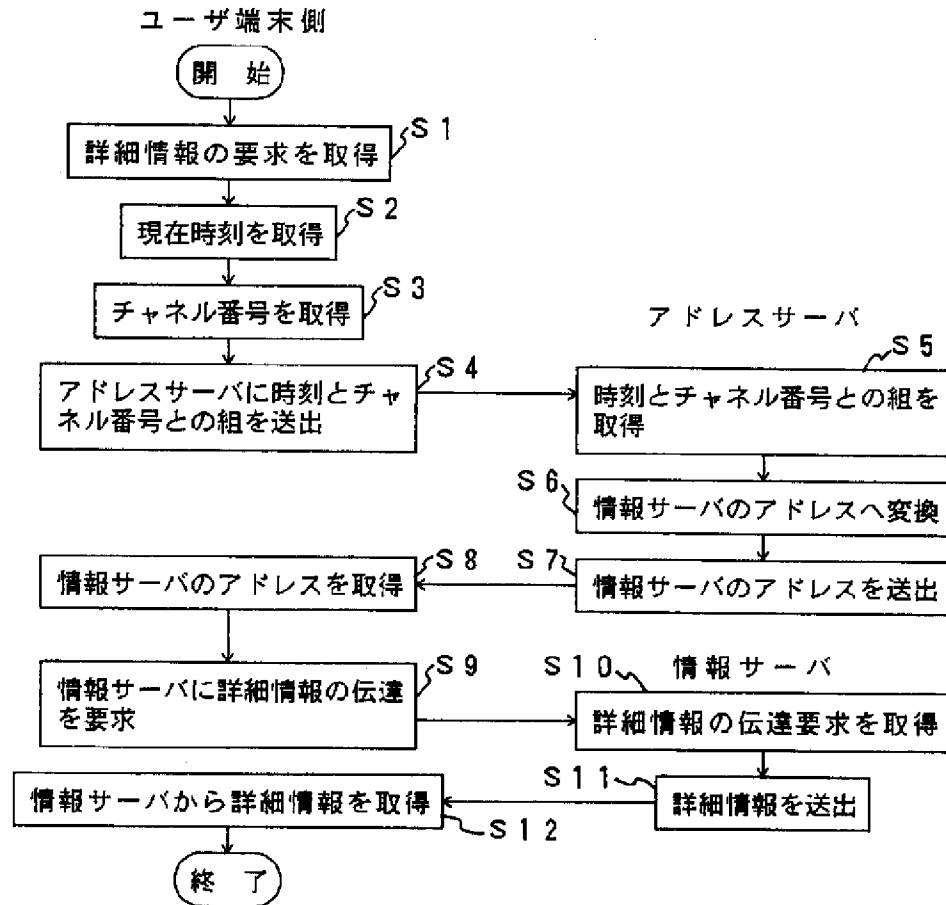 ユーザ端末側
開 始
S1
詳細情報の要求を取得
S2
現在時刻を取得
S3
チャネル番号を取得
アドレスサーバ
S4
アドレスサーバに時刻とチャ
ネル番号との組を送出
S5
時刻とチャネル番号との組を
取得
S6
情報サーバのアドレスへ変換
S7
情報サーバのアドレスを送出
S8
情報サーバのアドレスを取得
S9
情報サーバに詳細情報の伝達
を要求
情報サーバ
S10
詳細情報の伝達要求を取得
S11
詳細情報を送出
情報サーバから詳細情報を取得
S12
終 了